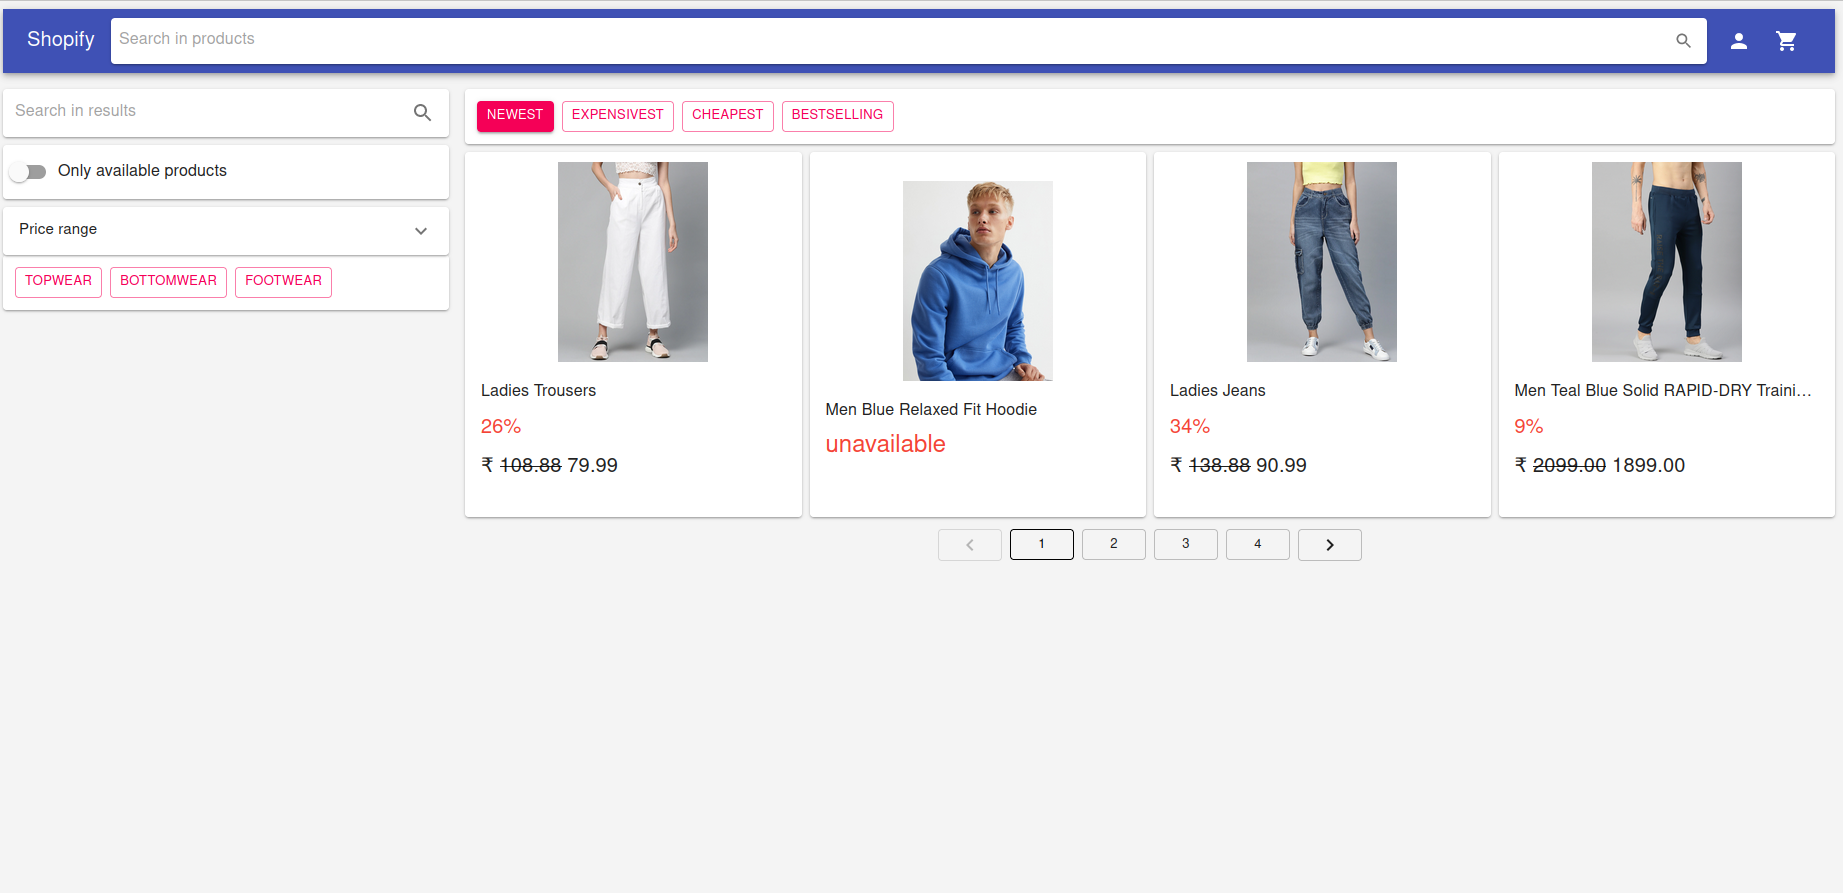 Shopify
Search in products
Search in results
Only available products
Price range
TOPWEAR BOTTOMWEAR FOOTWEAR
NEWEST EXPENSIVEST CHEAPEST BESTSELLING
Ladies Trousers
26%
₹ 108.88 79.99
Men Blue Relaxed Fit Hoodie
unavailable
Ladies Jeans
34%
₹ 138.88 90.99
Men Teal Blue Solid RAPID-DRY Traini...
9%
₹ 2099.00 1899.00
1 2 3 4